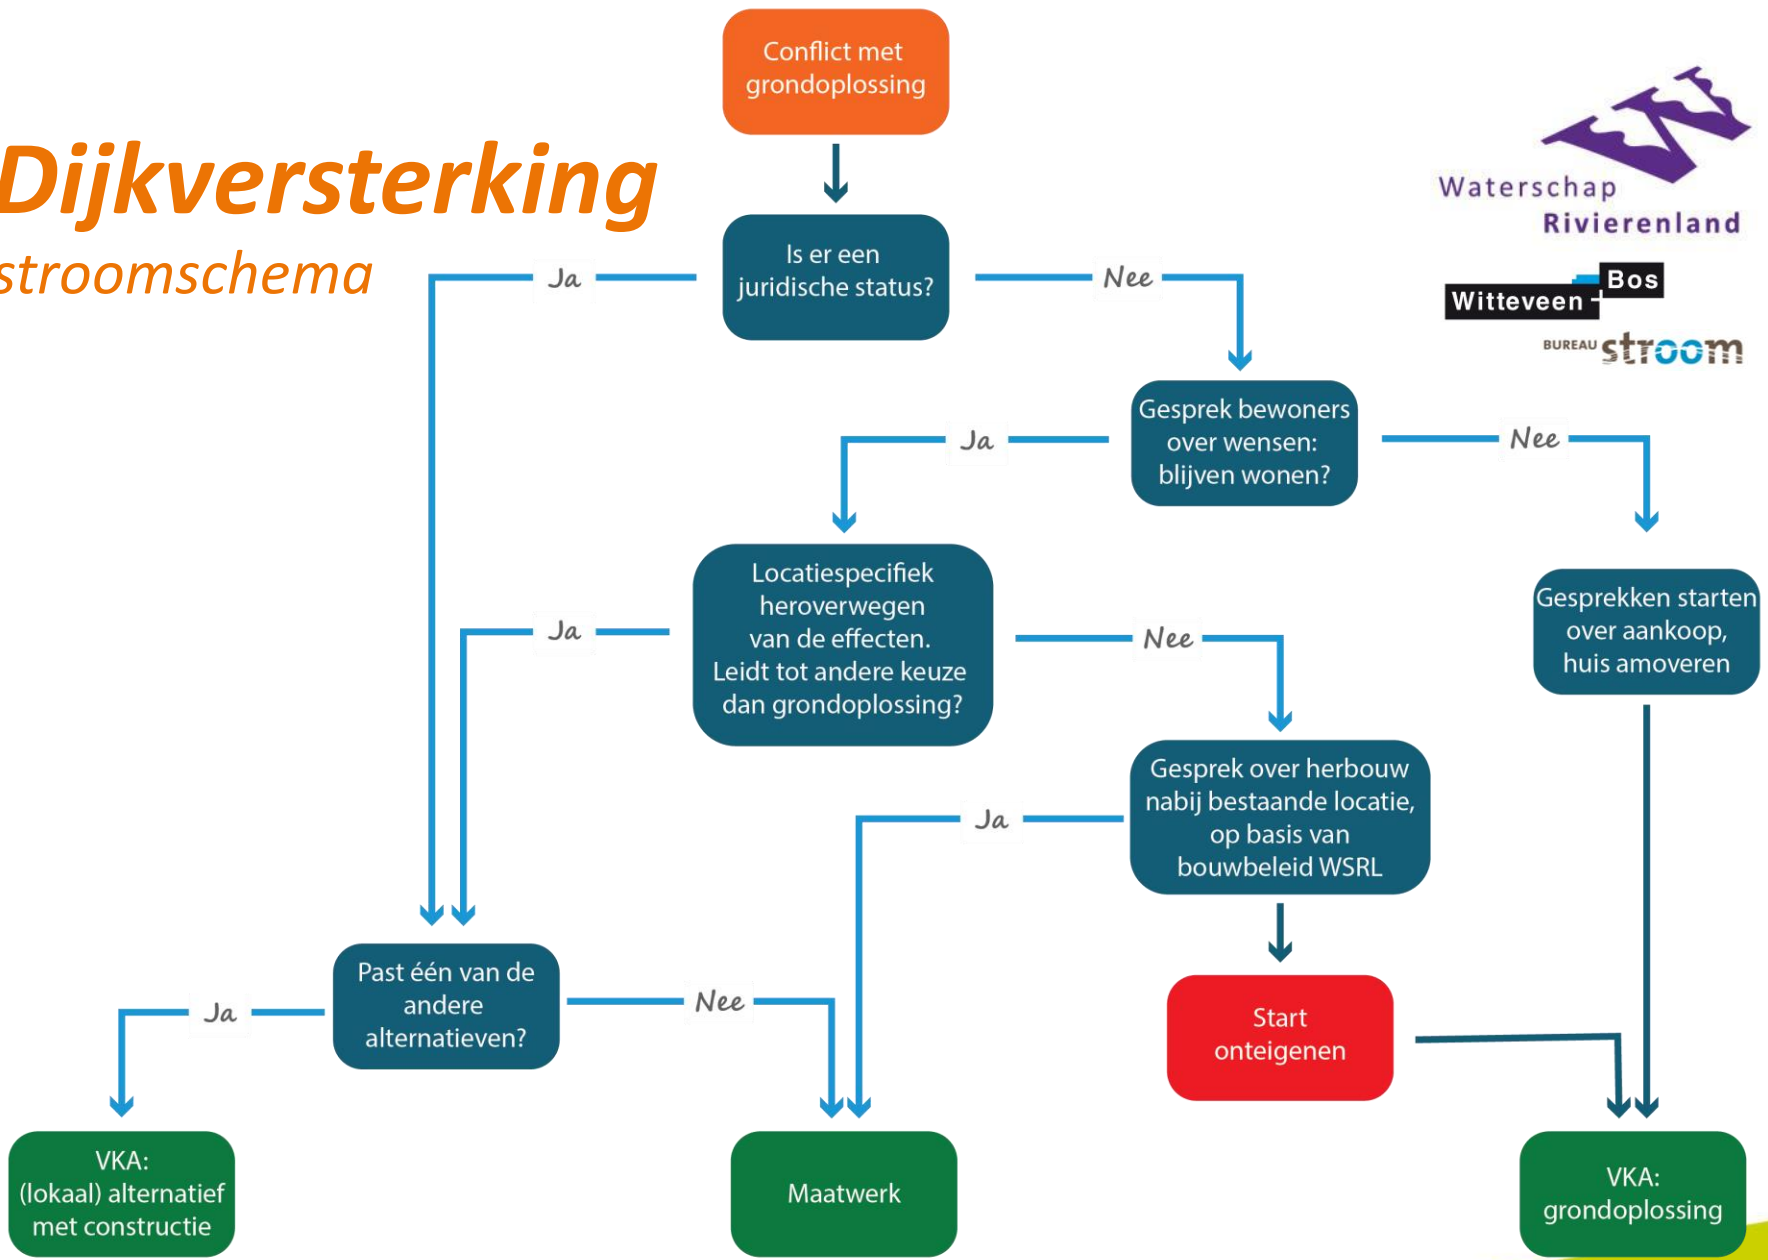 Conflict met
grondoplossing
Dijkversterking
stroomschema
Waterschap
Rivierenland
Witteveen
Bos
BUREAU stroom
Is er een
juridische status?
Ja
Nee
Gesprek bewoners
over wensen:
blijven wonen?
Ja
Nee
Locatiespecifiek
heroverwegen
van de effecten.
Leidt tot andere keuze
dan grondoplossing?
Ja
Nee
Gesprekken starten
over aankoop,
huis amoveren
Gesprek over herbouw
nabij bestaande locatie,
op basis van
bouwbeleid WSRL
Ja
Past één van de
andere
alternatieven?
Ja
Nee
Start
onteigenen
VKA:
(lokaal) alternatief
met constructie
Maatwerk
VKA:
grondoplossing